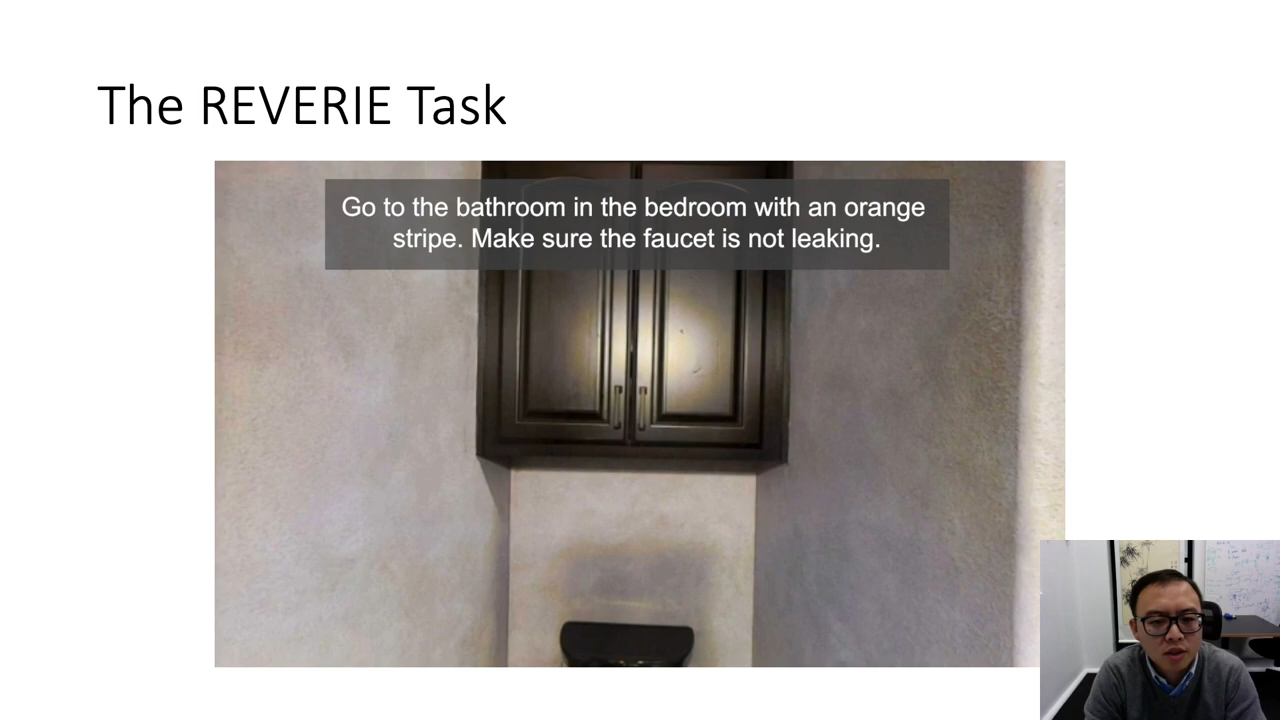 The REVERIE Task
Go to the bathroom in the bedroom with an orange
stripe. Make sure the faucet is not leaking.